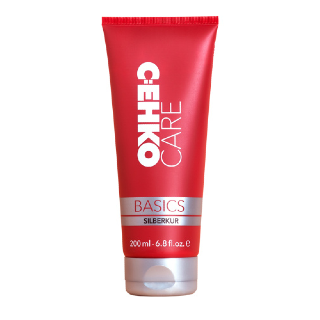 C:EHKO
CARE
BASICS
SILBERKUR
200 ml · 6.8 fl. oz. ℮